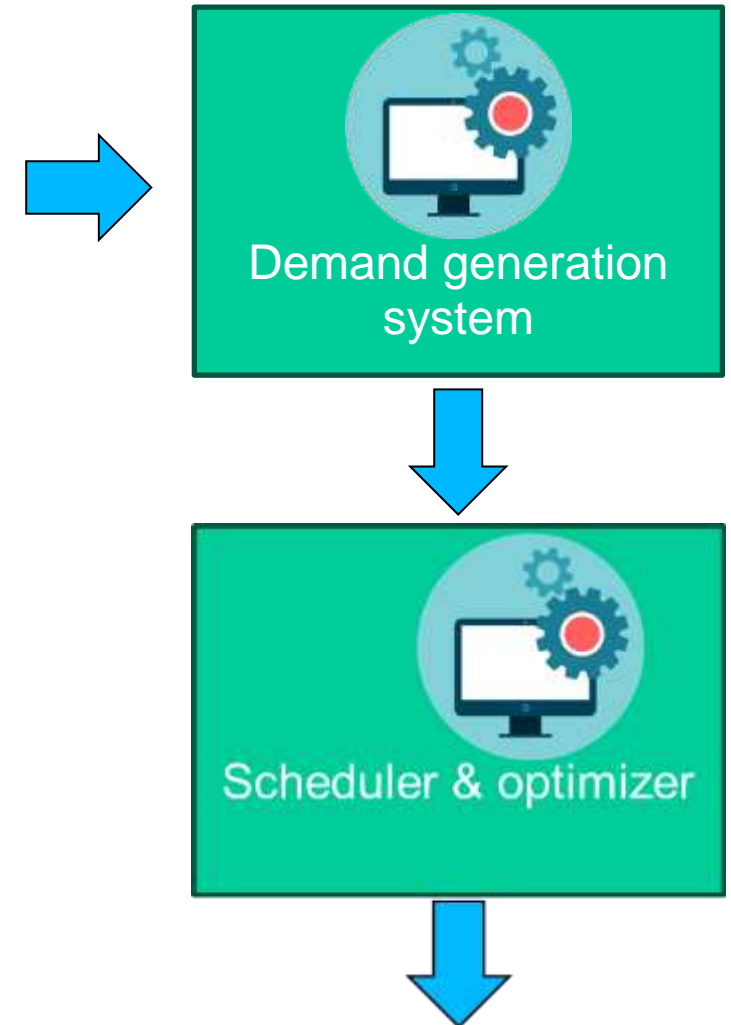 Demand generation
system
Scheduler & optimizer